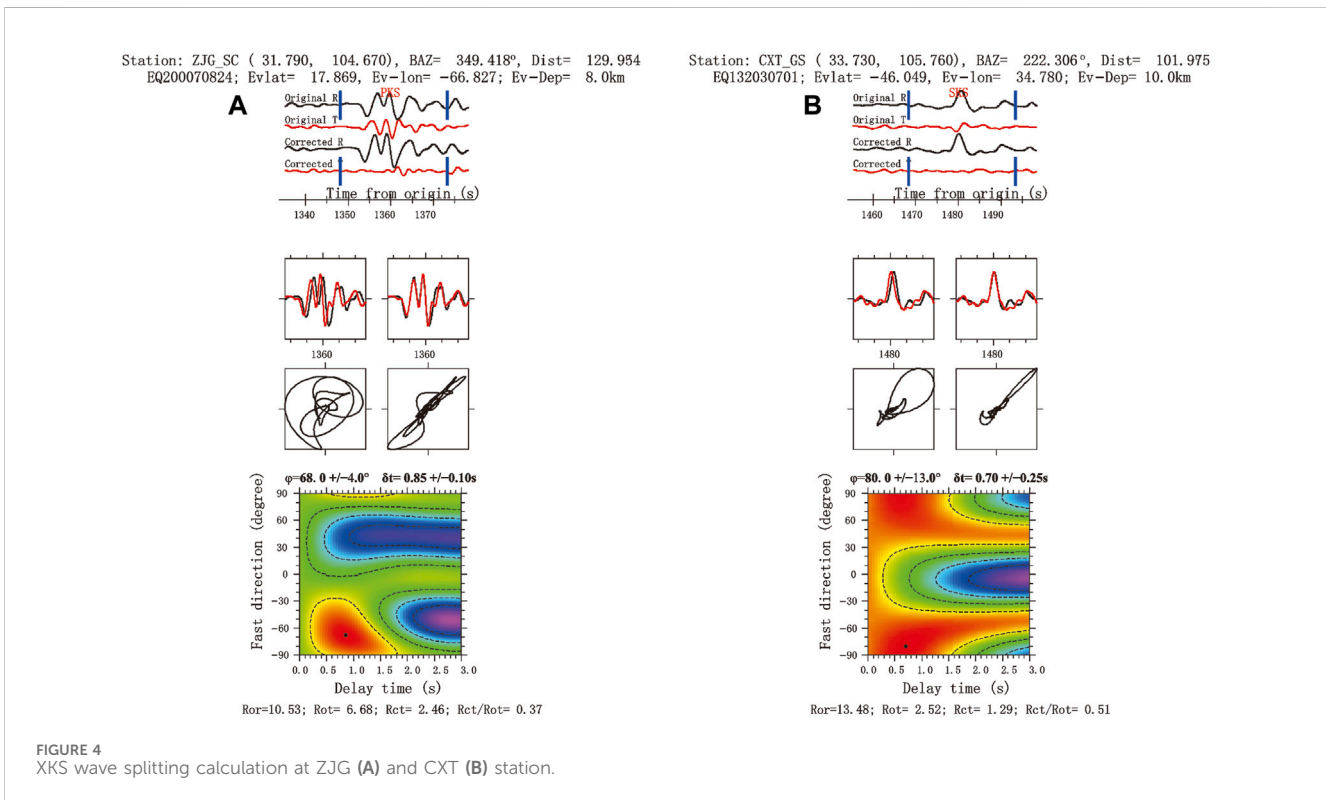 Station: ZJG_SC ( 31.790, 104.670), BAZ= 349.418°, Dist= 129.954
EQ200070824; Evlat= 17.869, Ev-lon= -66.827; Ev-Dep= 8.0km
A
PKS
Original R
Original T
Corrected R
Corrected
Time from origin (s)
1340 1350 1360 1370
1360 1360
φ=68. 0 +/-4.0° δt= 0.85 +/-0.10s
Fast direction (degree)
90
60
30
0
-30
-60
-90
0.0 0.5 1.0 1.5 2.0 2.5 3.0
Delay time (s)
Ror=10.53; Rot= 6.68; Rct= 2.46; Rct/Rot= 0.37
Station: CXT_GS ( 33.730, 105.760), BAZ= 222.306°, Dist= 101.975
EQ132030701; Evlat= -46.049, Ev-lon= 34.780; Ev-Dep= 10.0km
B
SKS
Original R
Original T
Corrected R
Corrected
Time from origin (s)
1460 1470 1480 1490
1480 1480
φ=80. 0 +/-13.0° δt= 0.70 +/-0.25s
Fast direction (degree)
90
60
30
0
-30
-60
-90
0.0 0.5 1.0 1.5 2.0 2.5 3.0
Delay time (s)
Ror=13.48; Rot= 2.52; Rct= 1.29; Rct/Rot= 0.51
FIGURE 4
XKS wave splitting calculation at ZJG (A) and CXT (B) station.